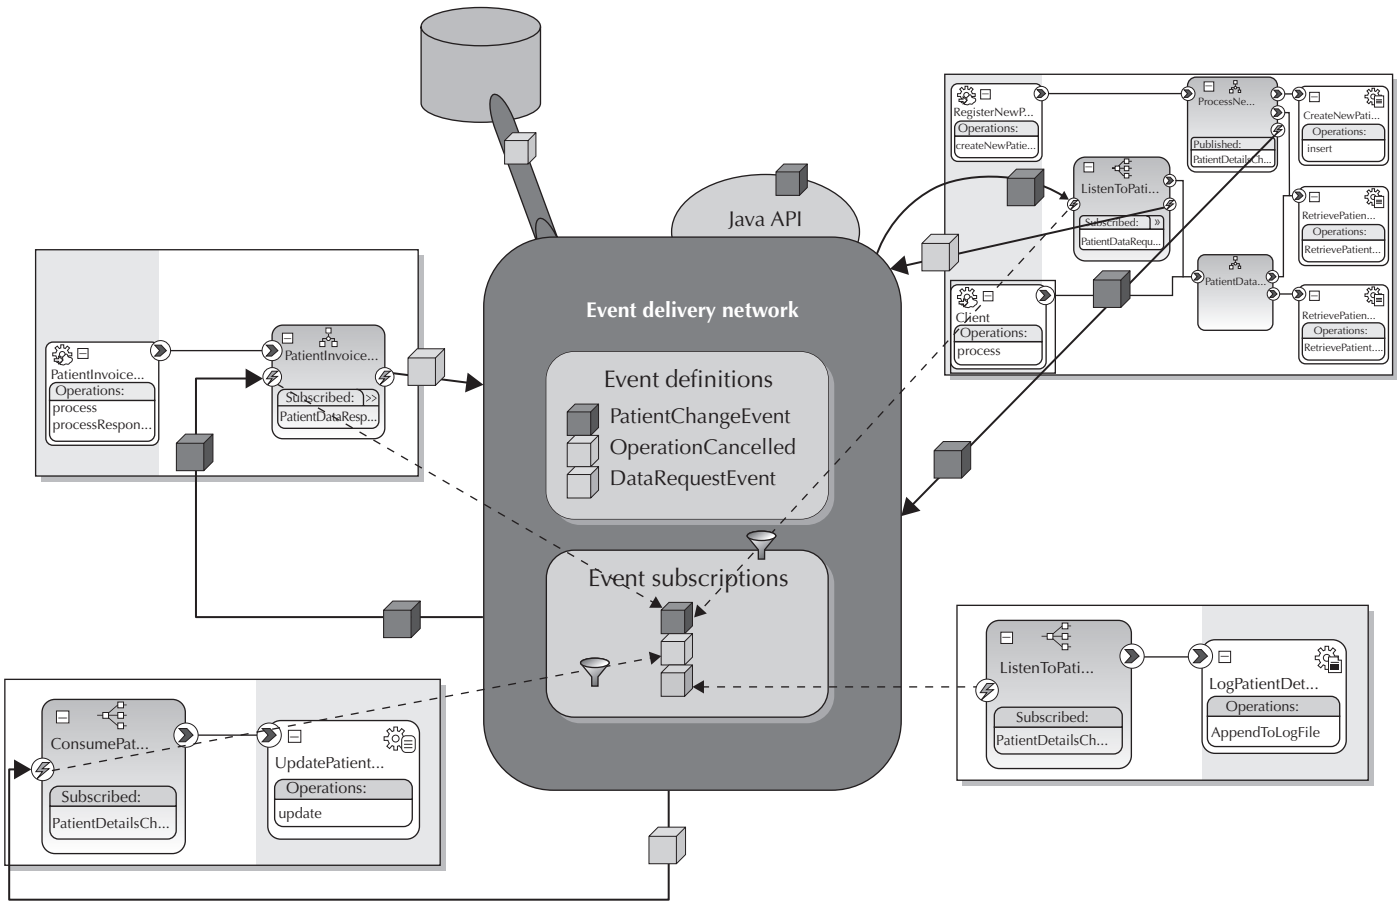 Java API
Event delivery network
Event definitions
PatientChangeEvent
OperationCancelled
DataRequestEvent
Event subscriptions
PatientInvoice...
Operations:
process
processRespon...
PatientInvoice...
Subscribed: >>
PatientDataResp...
RegisterNewP...
Operations:
createNewPatie...
ProcessNe...
Published:
PatientDetailsCh...
CreateNewPati...
Operations:
insert
ListenToPati...
Subscribed: »
PatientDataRequ...
RetrievePatien...
Operations:
RetrievePatient...
Client
Operations:
process
PatientData...
RetrievePatien...
Operations:
RetrievePatient....
ConsumePat...
Subscribed:
PatientDetailsCh...
UpdatePatient...
Operations:
update
ListenToPati...
Subscribed:
PatientDetailsCh...
LogPatientDet...
Operations:
AppendToLogFile